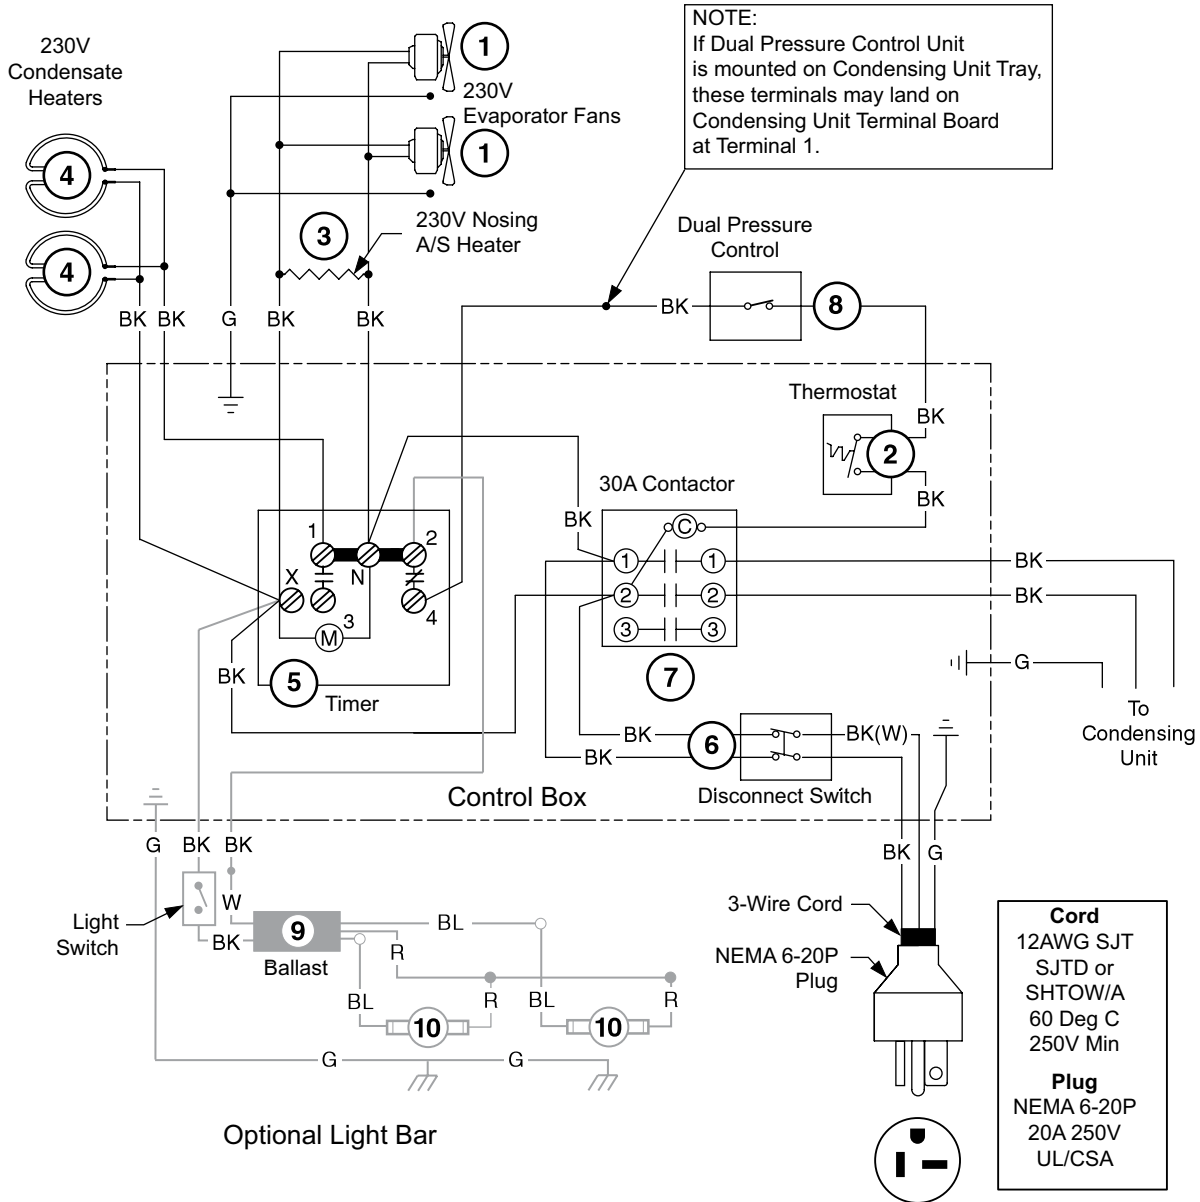 230V
Condensate
Heaters
4
4
1
230V
Evaporator Fans
1
3
230V Nosing
A/S Heater
NOTE:
If Dual Pressure Control Unit
is mounted on Condensing Unit Tray,
these terminals may land on
Condensing Unit Terminal Board
at Terminal 1.
Dual Pressure
Control
BK
8
BK
BK
G
BK
BK
Thermostat
BK
2
BK
30A Contactor
BK
C
1
1
2
2
3
3
7
BK
BK
G
To
Condensing
Unit
1
2
X
N
3
4
M
BK
5
Timer
BK
BK
6
BK(W)
Disconnect Switch
Control Box
G
BK
BK
W
Light
Switch
BK
9
Ballast
BL
R
BL
R
BL
R
10
10
G
G
Optional Light Bar
BK
G
3-Wire Cord
NEMA 6-20P
Plug
Cord
12AWG SJT
SJTD or
SHTOW/A
60 Deg C
250V Min
Plug
NEMA 6-20P
20A 250V
UL/CSA